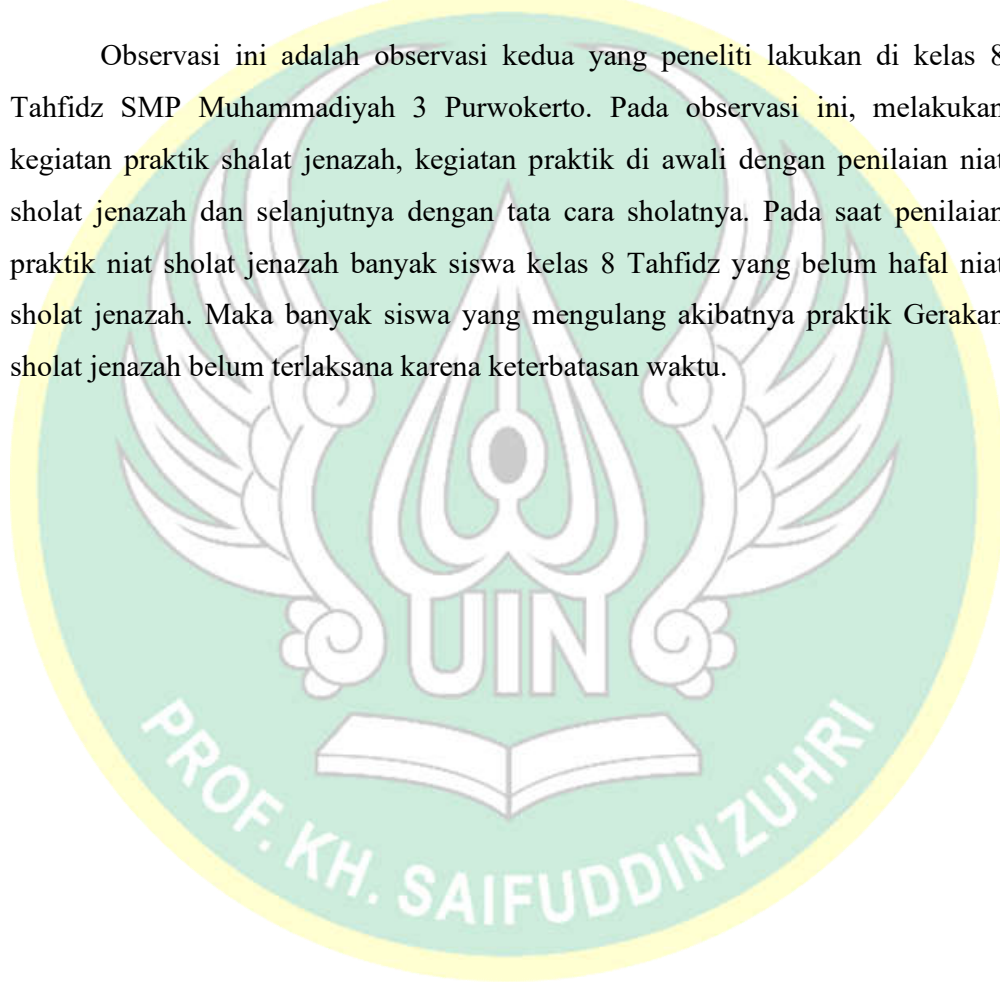 Observasi ini adalah observasi kedua yang peneliti lakukan di kelas 8
Tahfidz SMP Muhammadiyah 3 Purwokerto. Pada observasi ini, melakukan
kegiatan praktik shalat jenazah, kegiatan praktik di awali dengan penilaian niat
sholat jenazah dan selanjutnya dengan tata cara sholatnya. Pada saat penilaian
praktik niat sholat jenazah banyak siswa kelas 8 Tahfidz yang belum hafal niat
sholat jenazah. Maka banyak siswa yang mengulang akibatnya praktik Gerakan
sholat jenazah belum terlaksana karena keterbatasan waktu.
UIN
PROF. KH. SAIFUDDIN ZUHRI